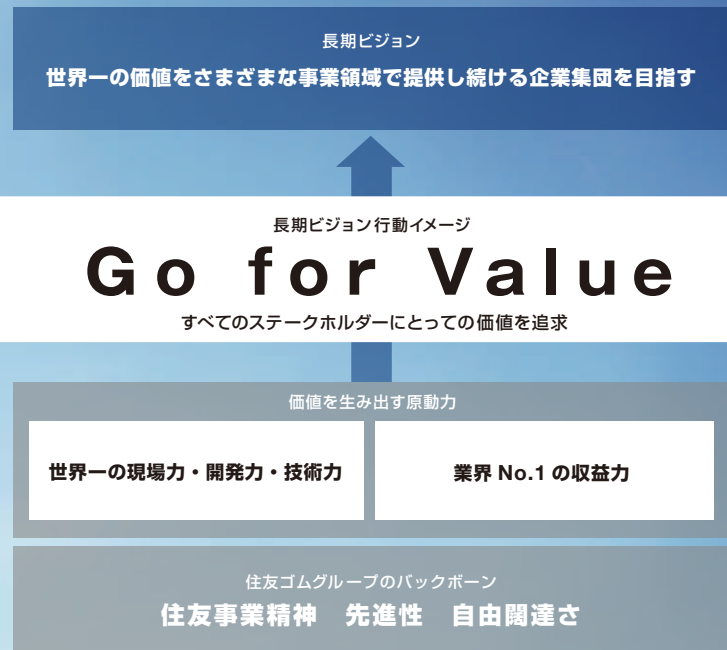 長期ビジョン
世界一の価値をさまざまな事業領域で提供し続ける企業集団を目指す
長期ビジョン行動イメージ
Go for Value
すべてのステークホルダーにとっての価値を追求
価値を生み出す原動力
世界一の現場力・開発力・技術力
業界 No.1 の収益力
住友ゴムグループのバックボーン
住友事業精神　先進性　自由闊達さ